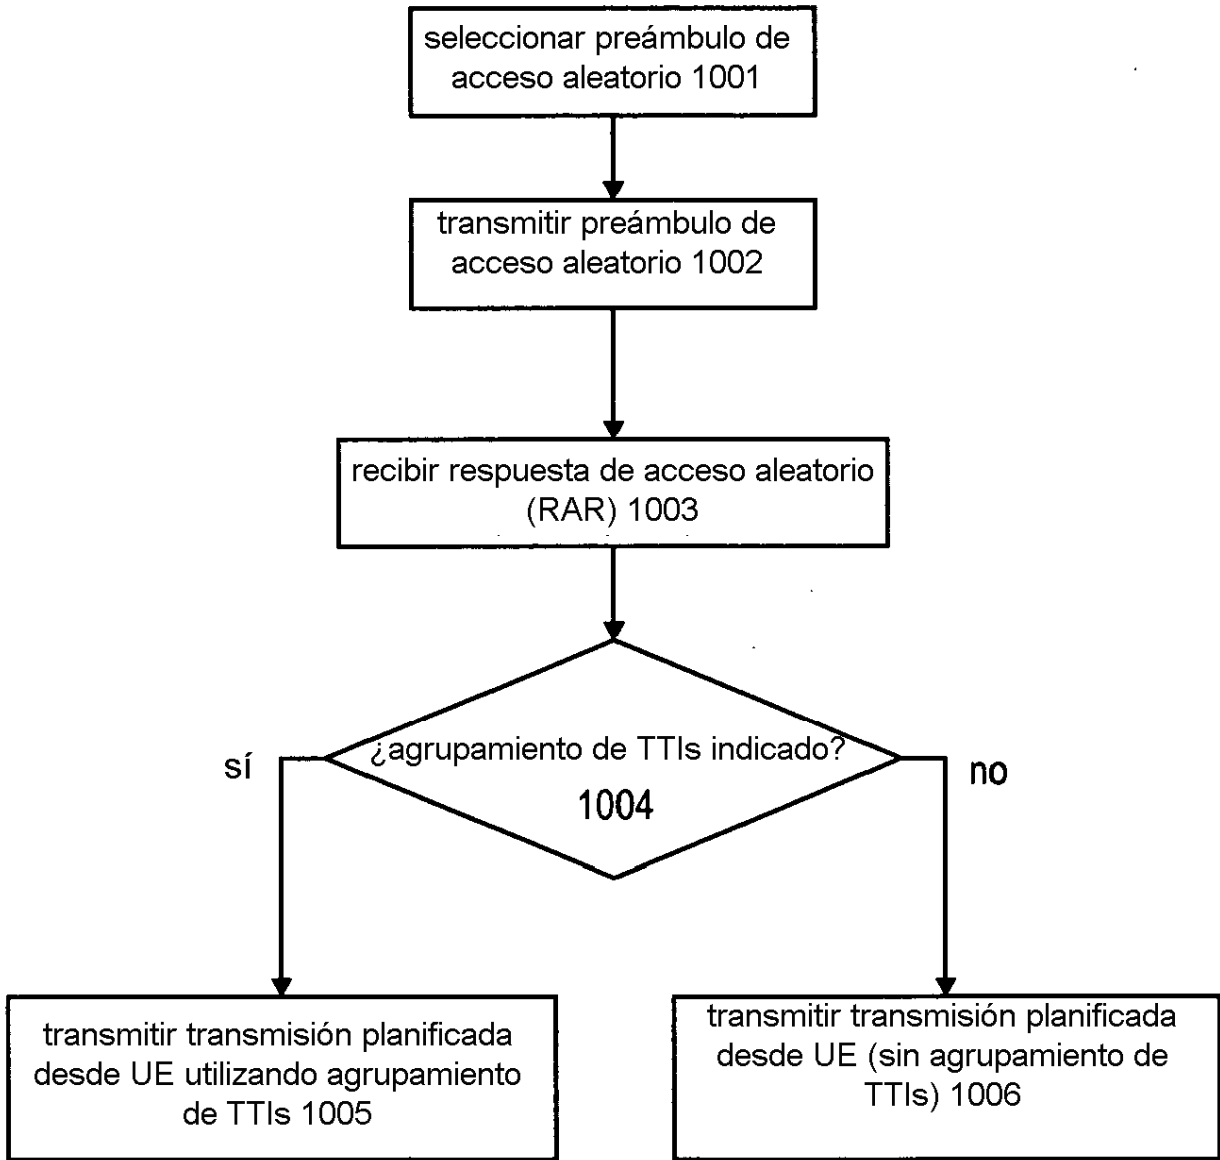 seleccionar preámbulo de
acceso aleatorio 1001
transmitir preámbulo de
acceso aleatorio 1002
recibir respuesta de acceso aleatorio
(RAR) 1003
¿agrupamiento de TTIs indicado?
1004
sí
no
transmitir transmisión planificada
desde UE utilizando agrupamiento
de TTIs 1005
transmitir transmisión planificada
desde UE (sin agrupamiento de
TTIs) 1006